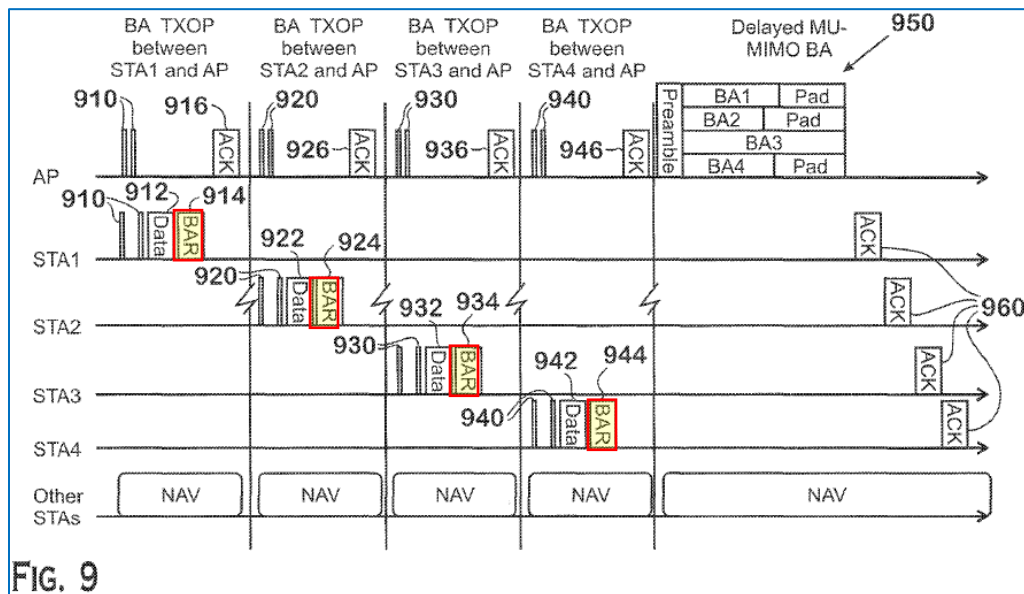 BA TXOP between STA1 and AP
BA TXOP between STA2 and AP
BA TXOP between STA3 and AP
BA TXOP between STA4 and AP
Delayed MU-MIMO BA
950
910
916
920
930
940
ACK
926
ACK
936
ACK
946
ACK
Preamble
BA1 Pad
BA2 Pad
BA3
BA4 Pad
AP
910
912
914
Data
BAR
ACK
STA1
920
922
924
Data
BAR
ACK
960
STA2
930
932
934
Data
BAR
ACK
STA3
940
942
944
Data
BAR
ACK
STA4
Other STAs
NAV
NAV
NAV
NAV
NAV
FIG. 9